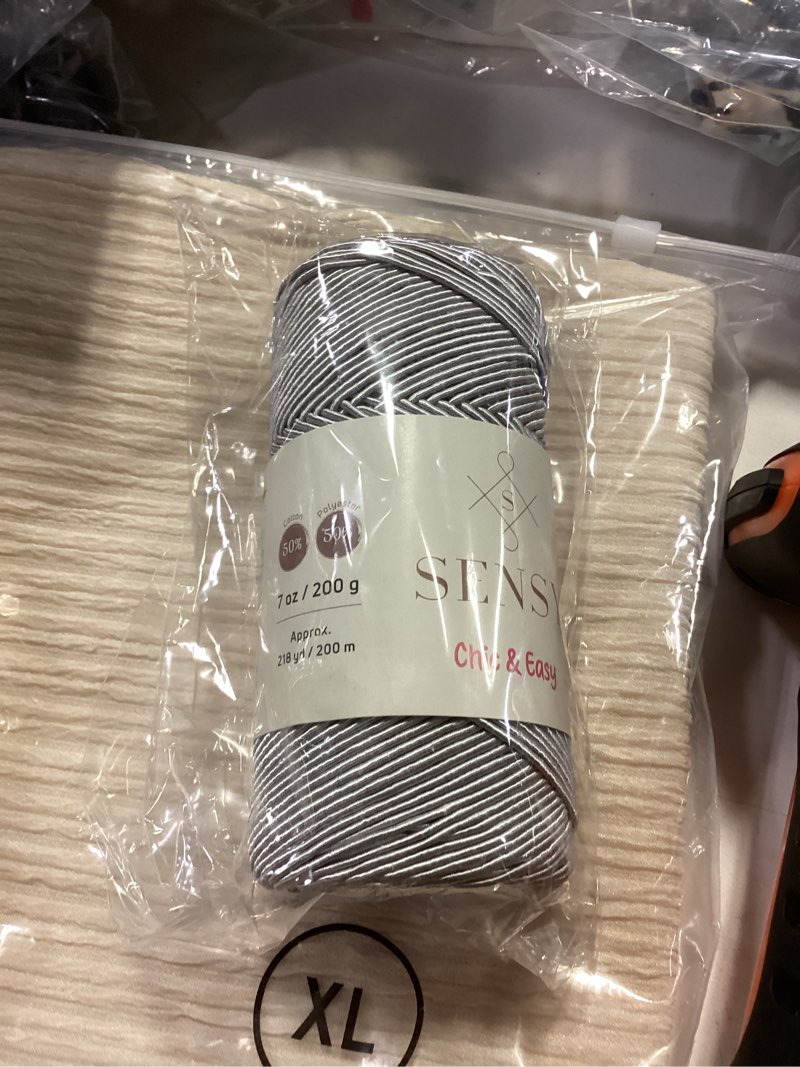 S
SENSY
Chic & Easy
Cotton
50%
Polyester
50%
7 oz / 200 g
Approx.
218 yd / 200 m
XL